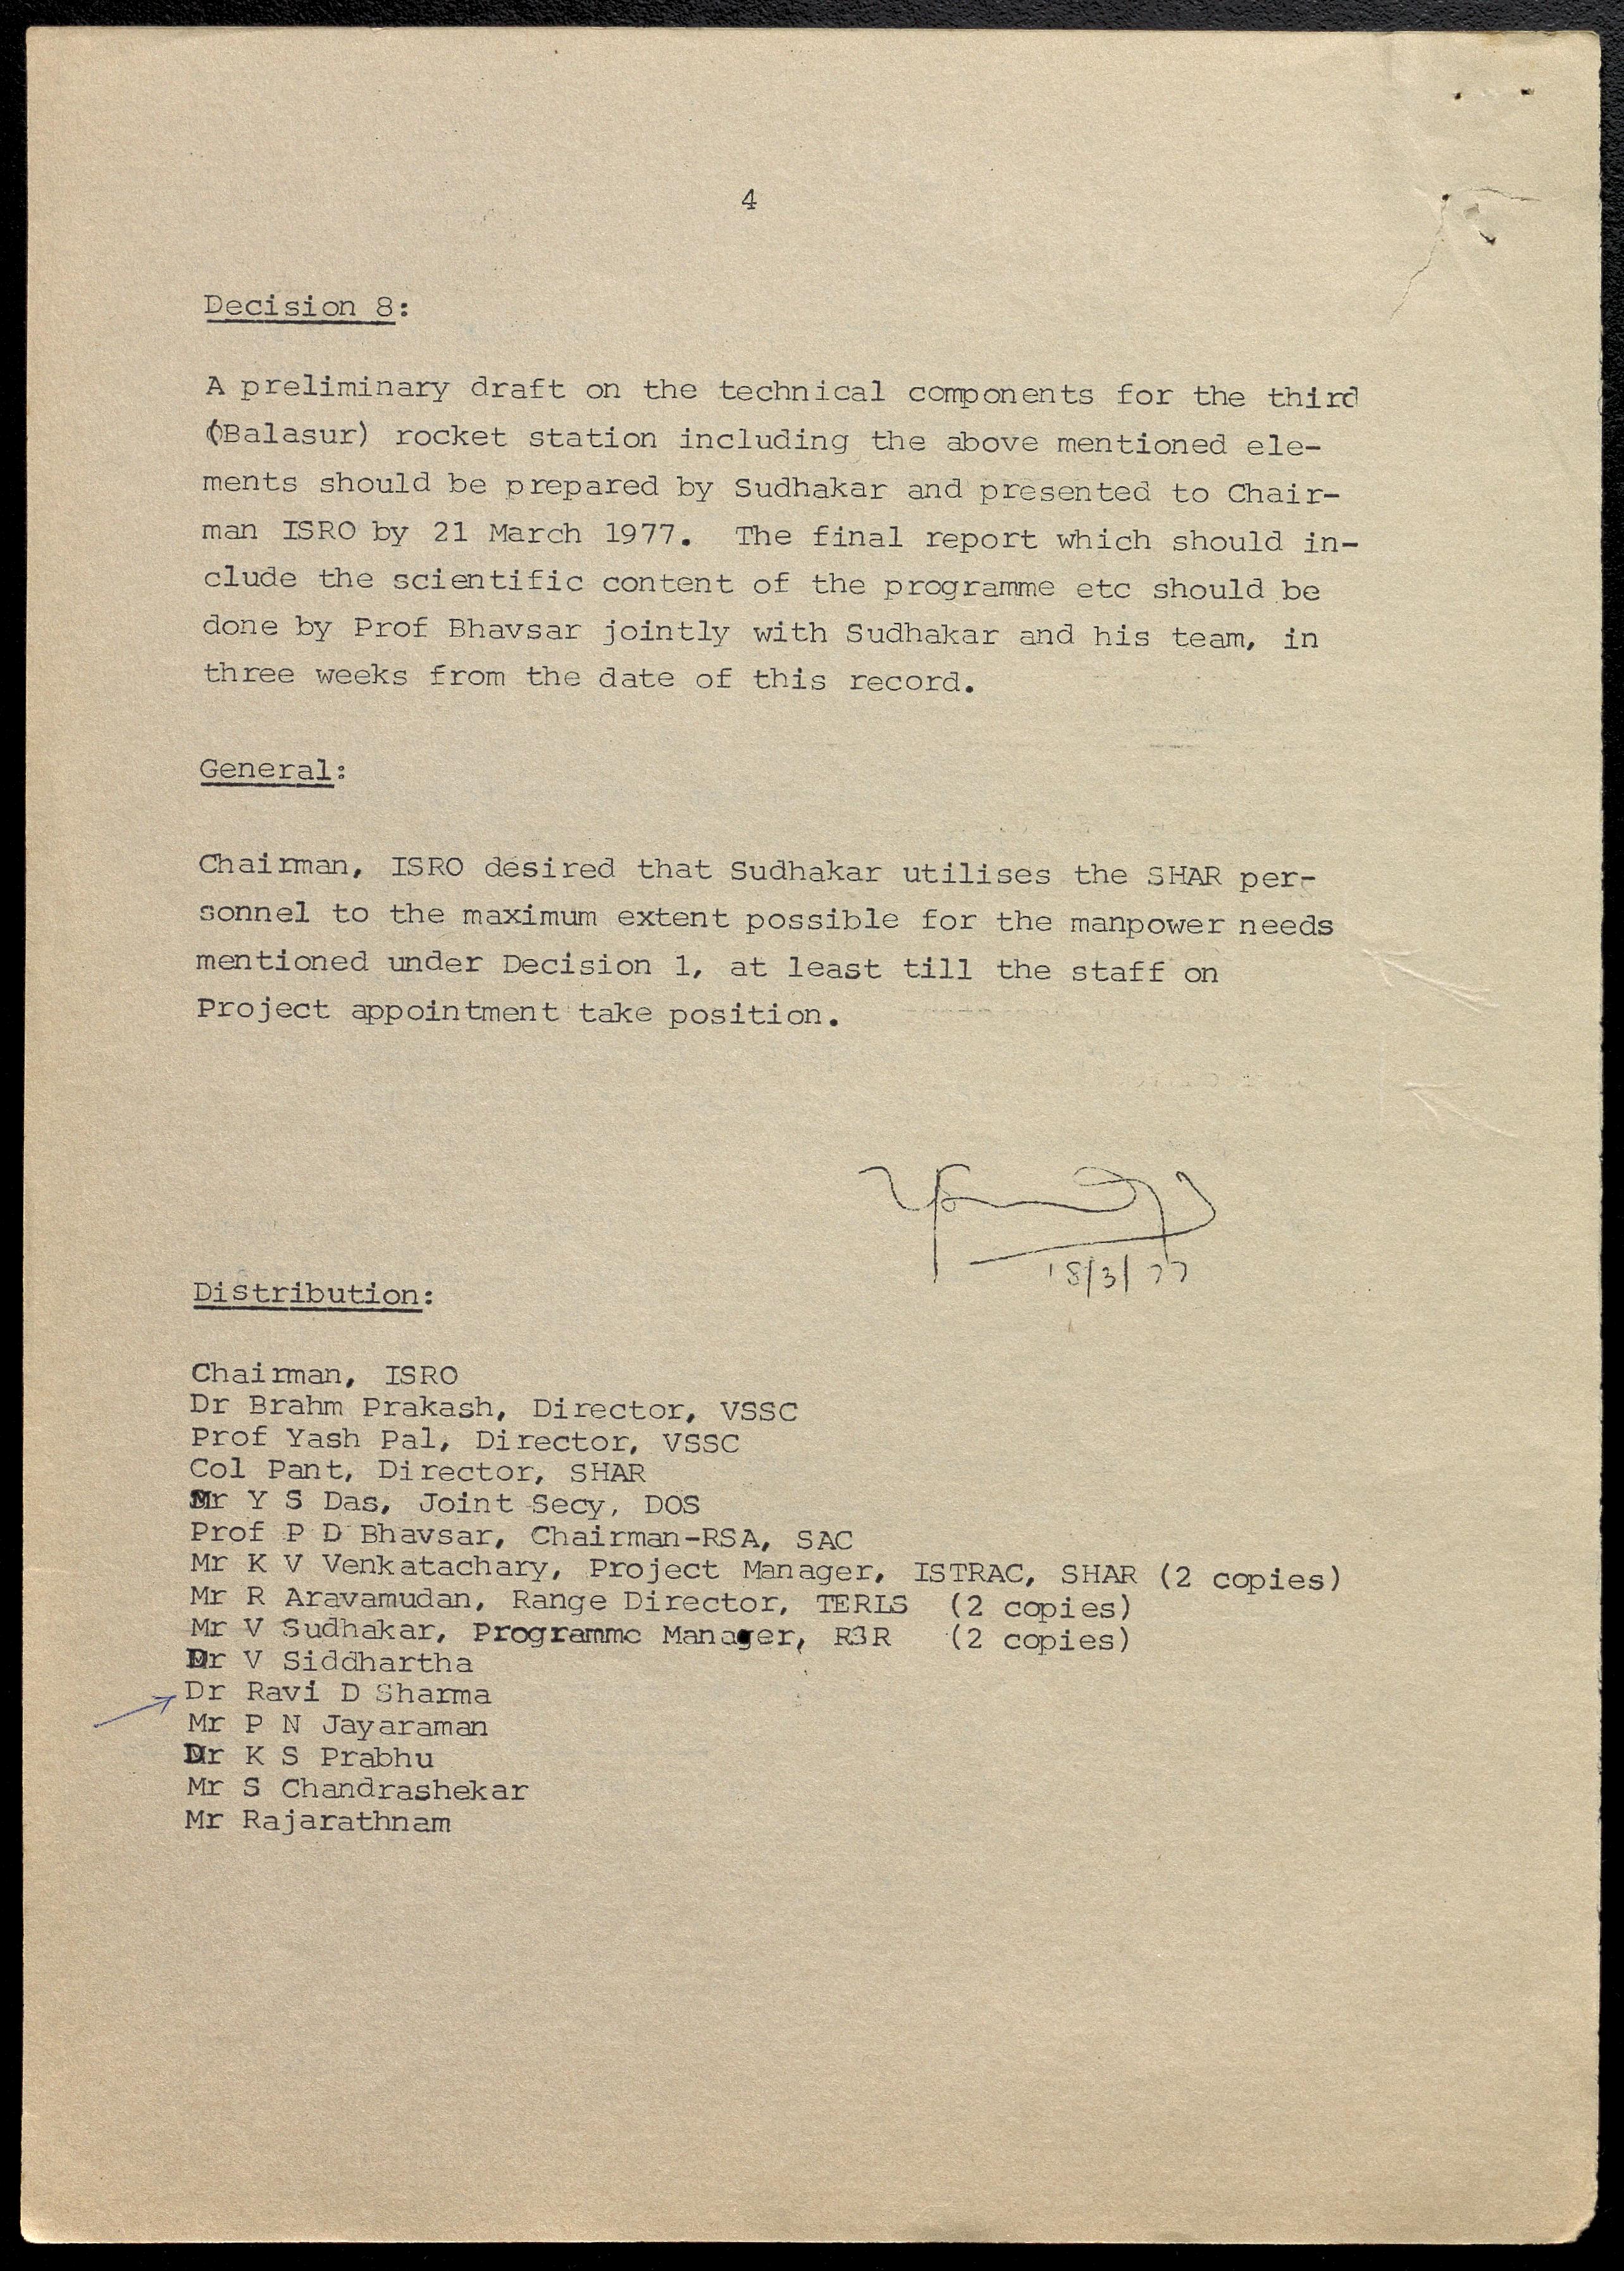 4
Decision 8:
A preliminary draft on the technical components for the third
(Balasur) rocket station including the above mentioned ele-
ments should be prepared by Sudhakar and presented to Chair-
man ISRO by 21 March 1977. The final report which should in-
clude the scientific content of the programme etc should be
done by Prof Bhavsar jointly with Sudhakar and his team, in
three weeks from the date of this record.
General:
Chairman, ISRO desired that Sudhakar utilises the SHAR per-
sonnel to the maximum extent possible for the manpower needs
mentioned under Decision 1, at least till the staff on
Project appointment take position.
18/3/77
Distribution:
Chairman, ISRO
Dr Brahm Prakash, Director, VSSC
Prof Yash Pal, Director, VSSC
Col Pant, Director, SHAR
Mr Y S Das, Joint Secy, DOS
Prof P D Bhavsar, Chairman-RSA, SAC
Mr K V Venkatachary, Project Manager, ISTRAC, SHAR (2 copies)
Mr R Aravamudan, Range Director, TERLS (2 copies)
Mr V Sudhakar, Programme Manager, R3R (2 copies)
Dr V Siddhartha
Dr Ravi D Sharma
Mr P N Jayaraman
Dr K S Prabhu
Mr S Chandrashekar
Mr Rajarathnam